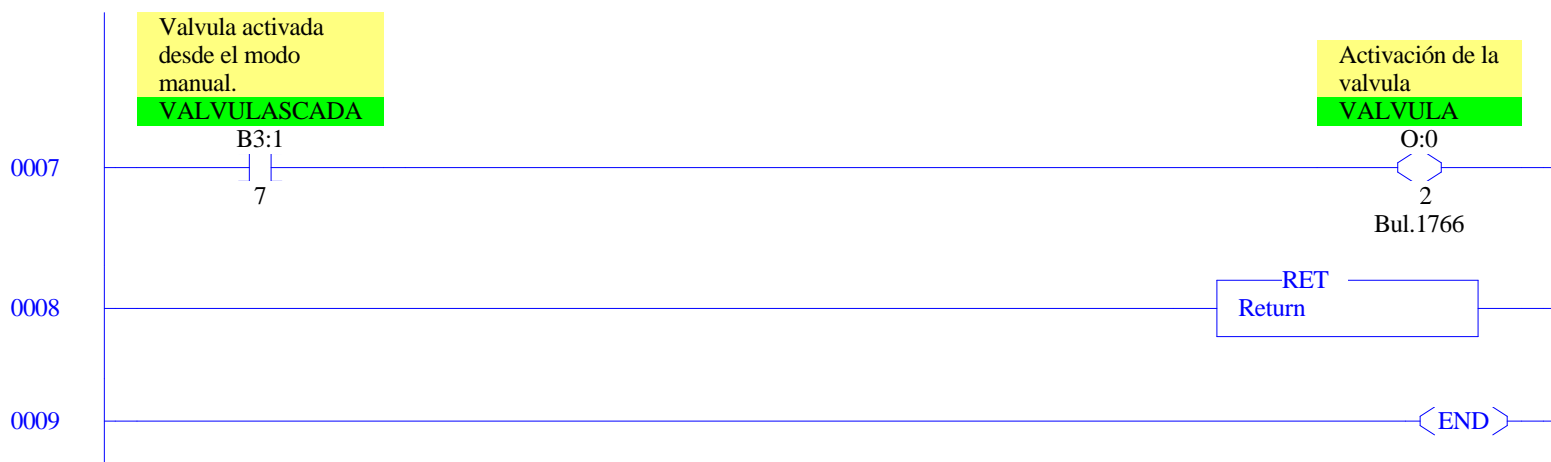 Valvula activada
desde el modo
manual.
VALVULASCADA
B3:1
7
Activación de la
valvula
VALVULA
O:0
2
Bul.1766
0007
RET
Return
0008
END
0009